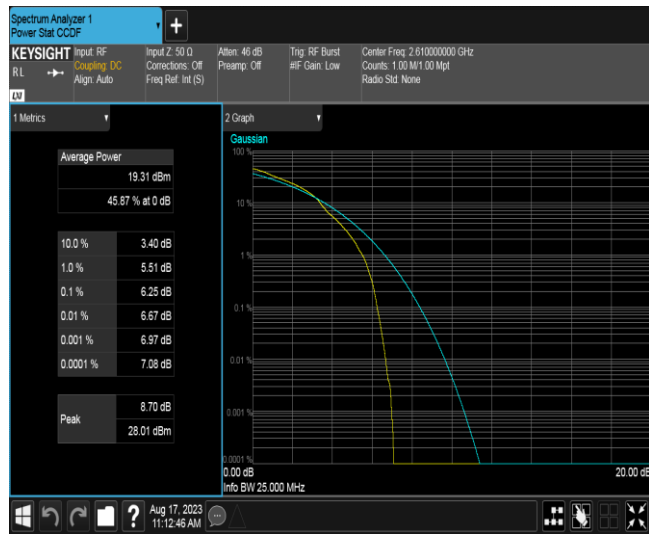 Spectrum Analyzer 1
Power Stat CCDF
+
KEYSIGHT
RL
LXI
Input: RF
Coupling: DC
Align: Auto
Input Z: 50 Ω
Corrections: Off
Freq Ref: Int (S)
Atten: 46 dB
Preamp: Off
Trig: RF Burst
#IF Gain: Low
Center Freq: 2.610000000 GHz
Counts: 1.00 M/1.00 Mpt
Radio Std: None
1 Metrics
Average Power
19.31 dBm
45.87 % at 0 dB
10.0 % 3.40 dB
1.0 % 5.51 dB
0.1 % 6.25 dB
0.01 % 6.67 dB
0.001 % 6.97 dB
0.0001 % 7.08 dB
Peak
8.70 dB
28.01 dBm
2 Graph
Gaussian
100 %
10 %
1 %
0.1 %
0.01 %
0.001 %
0.0001 %
0.00 dB 20.00 dB
Info BW 25.000 MHz
?
Aug 17, 2023
11:12:46 AM